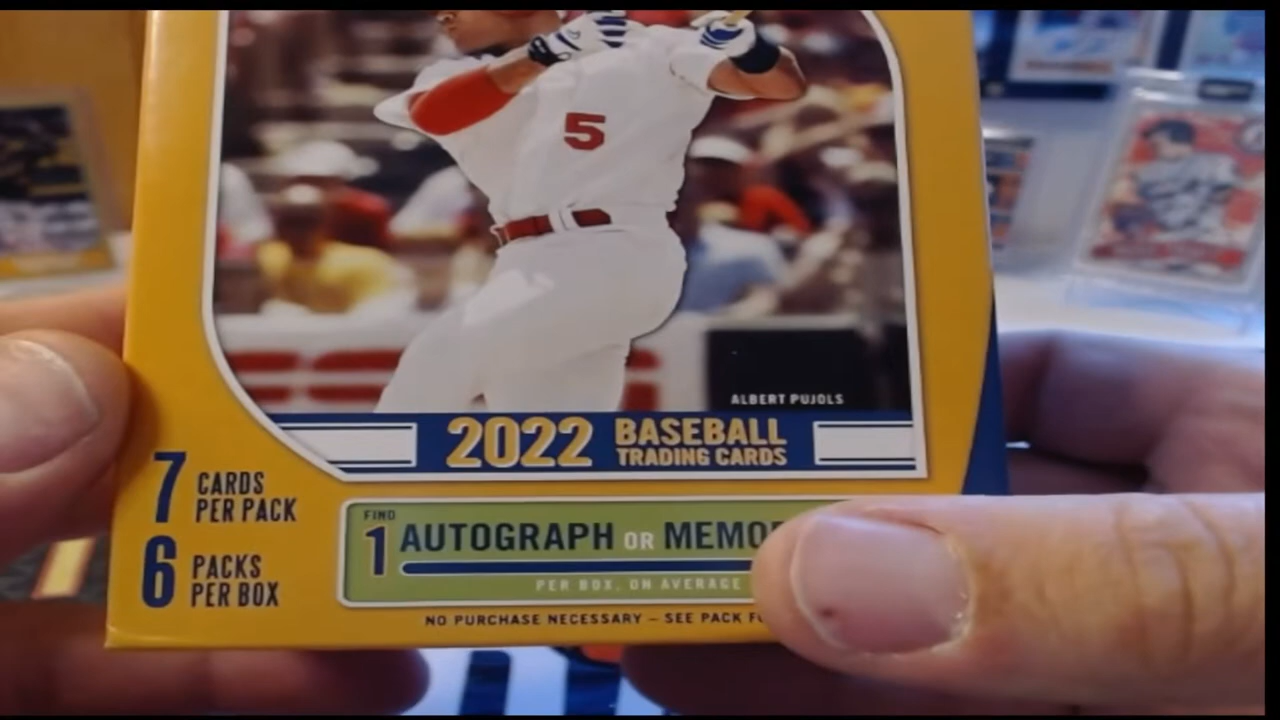 5
ALBERT PUJOLS
2022 BASEBALL
TRADING CARDS
7 CARDS
PER PACK
6 PACKS
PER BOX
FIND
1 AUTOGRAPH OR MEMO
PER BOX, ON AVERAGE
NO PURCHASE NECESSARY – SEE PACK